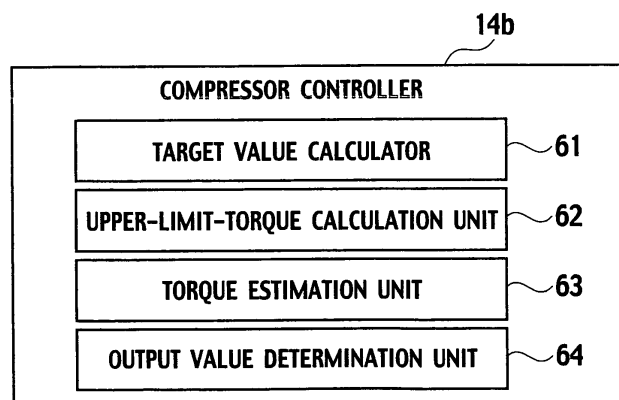 14b
COMPRESSOR CONTROLLER
TARGET VALUE CALCULATOR 61
UPPER-LIMIT-TORQUE CALCULATION UNIT 62
TORQUE ESTIMATION UNIT 63
OUTPUT VALUE DETERMINATION UNIT 64